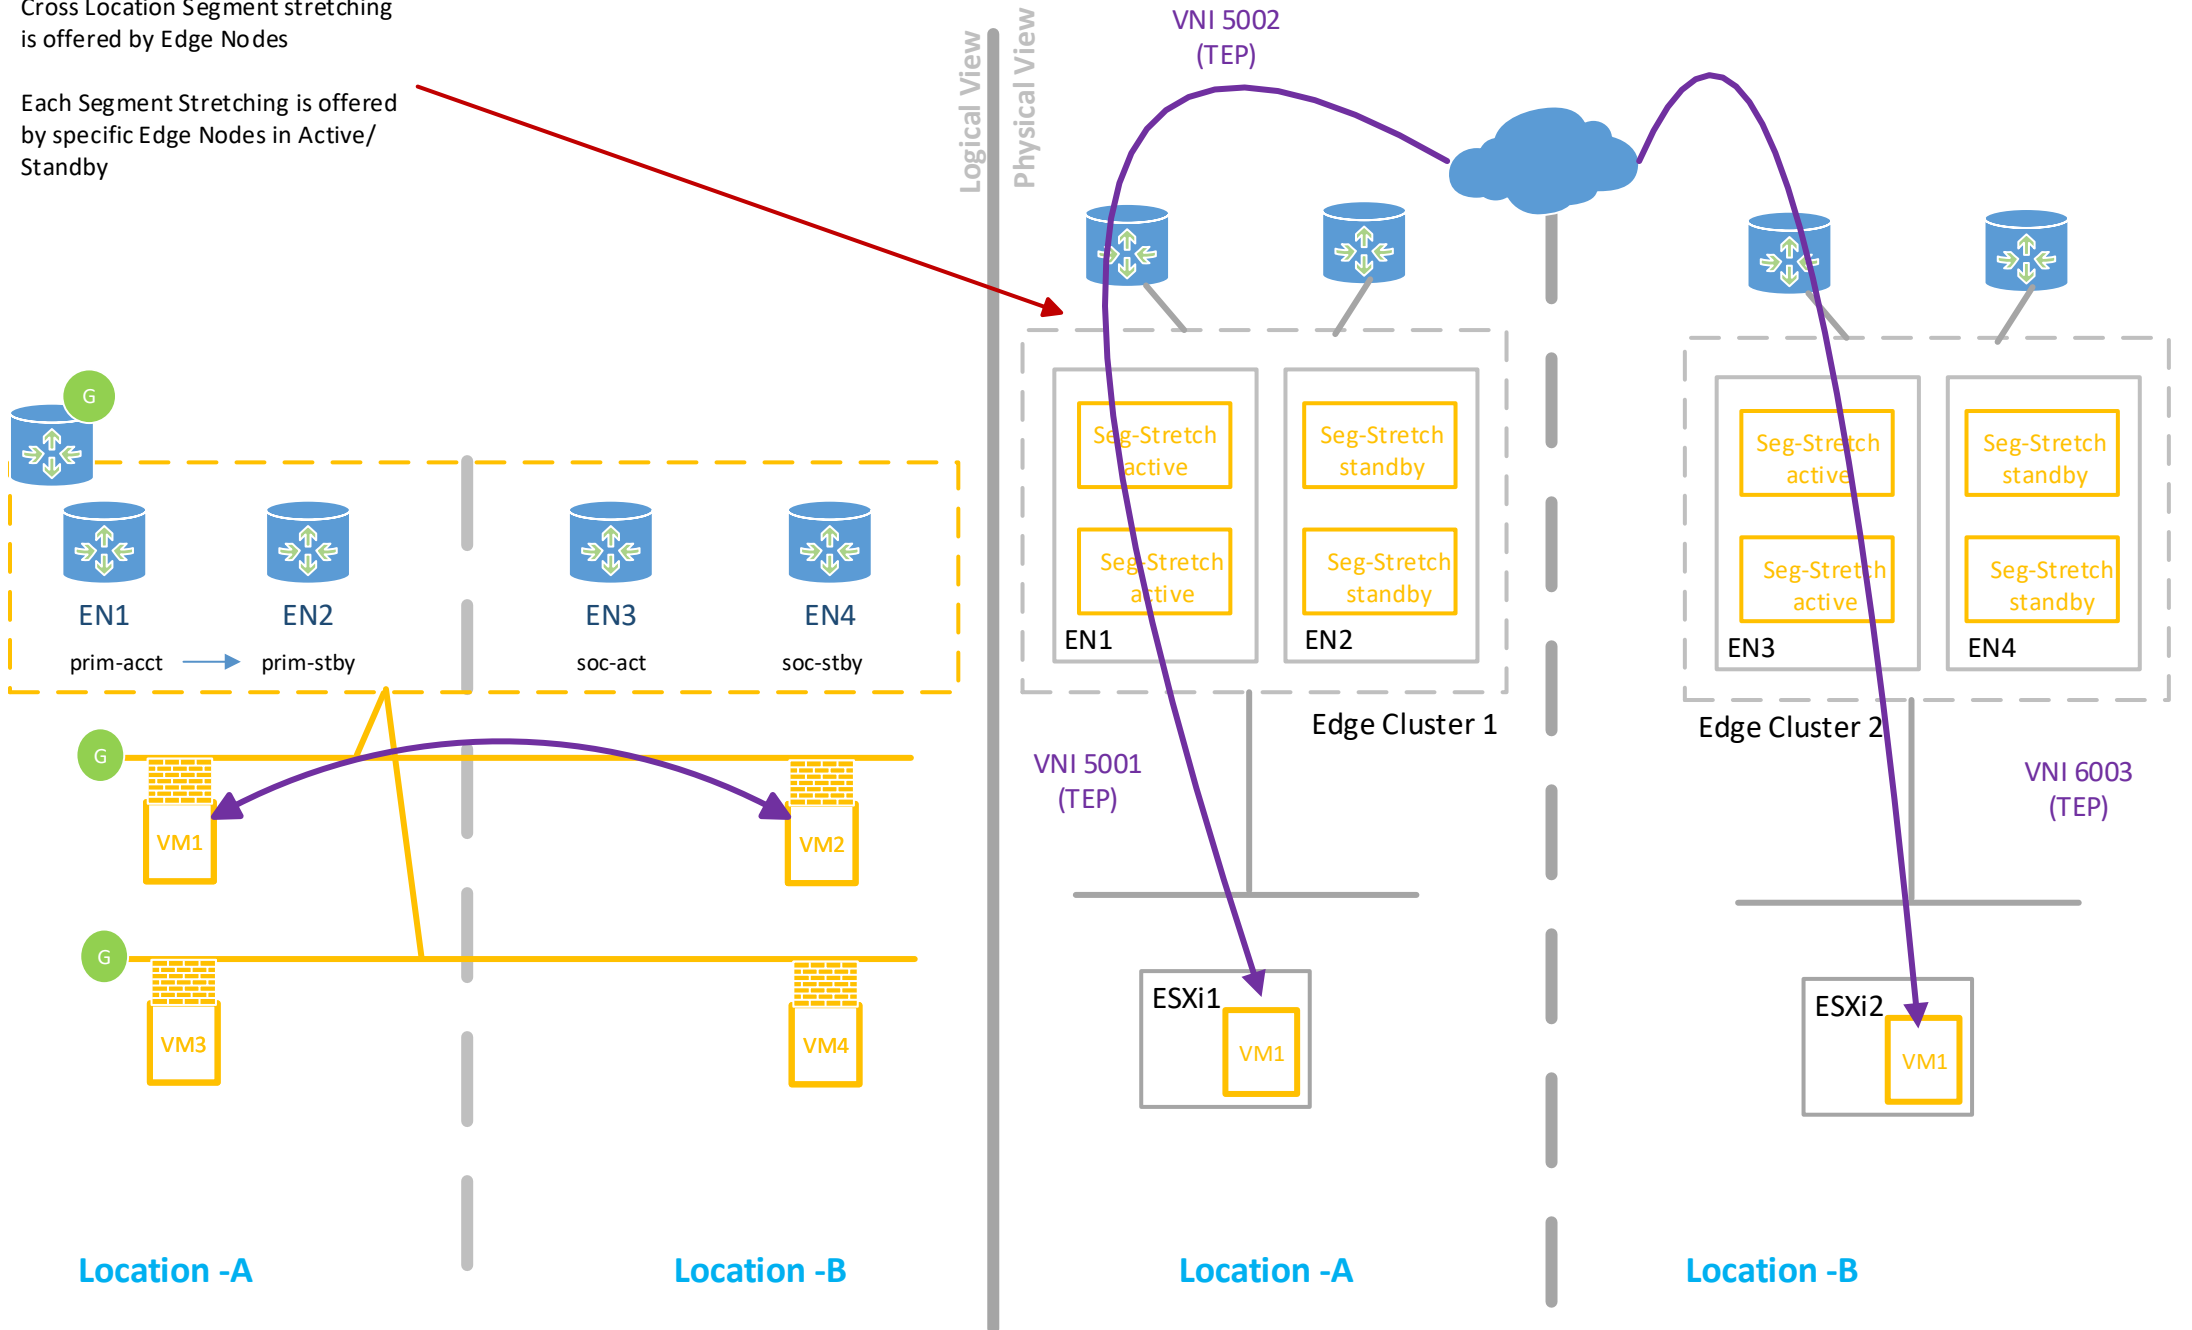 Cross Location Segment stretching
is offered by Edge Nodes
Each Segment Stretching is offered
by specific Edge Nodes in Active/
Standby
Logical View
Physical View
VNI 5002
(TEP)
G
EN1
EN2
EN3
EN4
prim-acct
prim-stby
soc-act
soc-stby
G
VM1
VM2
G
VM3
VM4
Location -A
Location -B
Seg-Stretch
active
Seg-Stretch
active
EN1
Seg-Stretch
standby
Seg-Stretch
standby
EN2
Edge Cluster 1
VNI 5001
(TEP)
ESXi1
VM1
Location -A
Seg-Stretch
active
Seg-Stretch
active
EN3
Seg-Stretch
standby
Seg-Stretch
standby
EN4
Edge Cluster 2
VNI 6003
(TEP)
ESXi2
VM1
Location -B